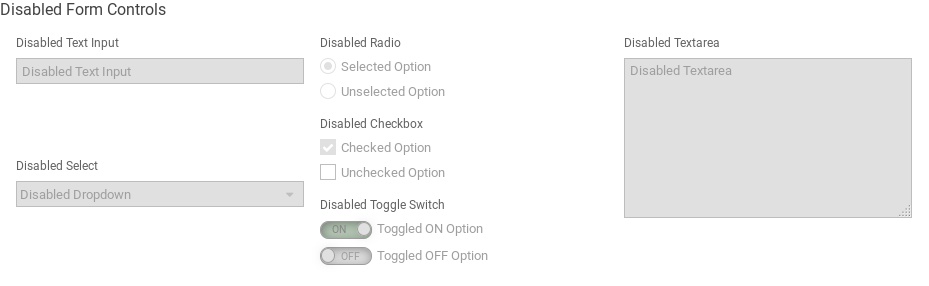 Disabled Form Controls
Disabled Text Input
Disabled Text Input
Disabled Select
Disabled Dropdown
Disabled Radio
Selected Option
Unselected Option
Disabled Checkbox
Checked Option
Unchecked Option
Disabled Toggle Switch
ON Toggled ON Option
OFF Toggled OFF Option
Disabled Textarea
Disabled Textarea